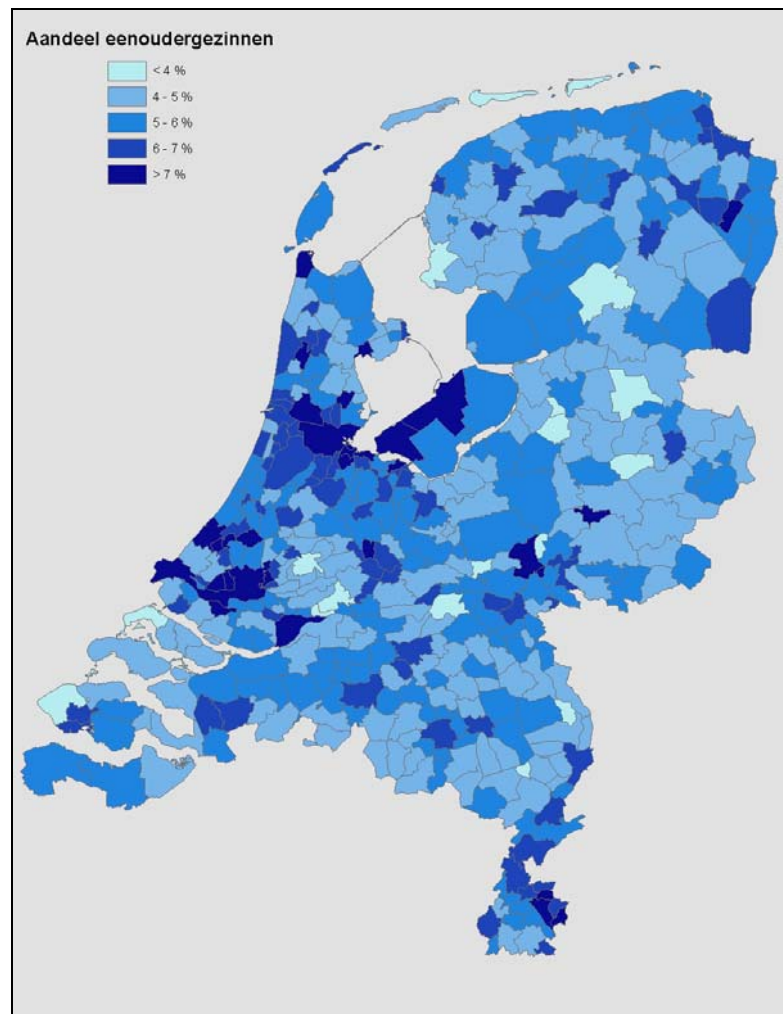 Aandeel eenoudergezinnen
< 4 %
4 - 5 %
5 - 6 %
6 - 7 %
> 7 %